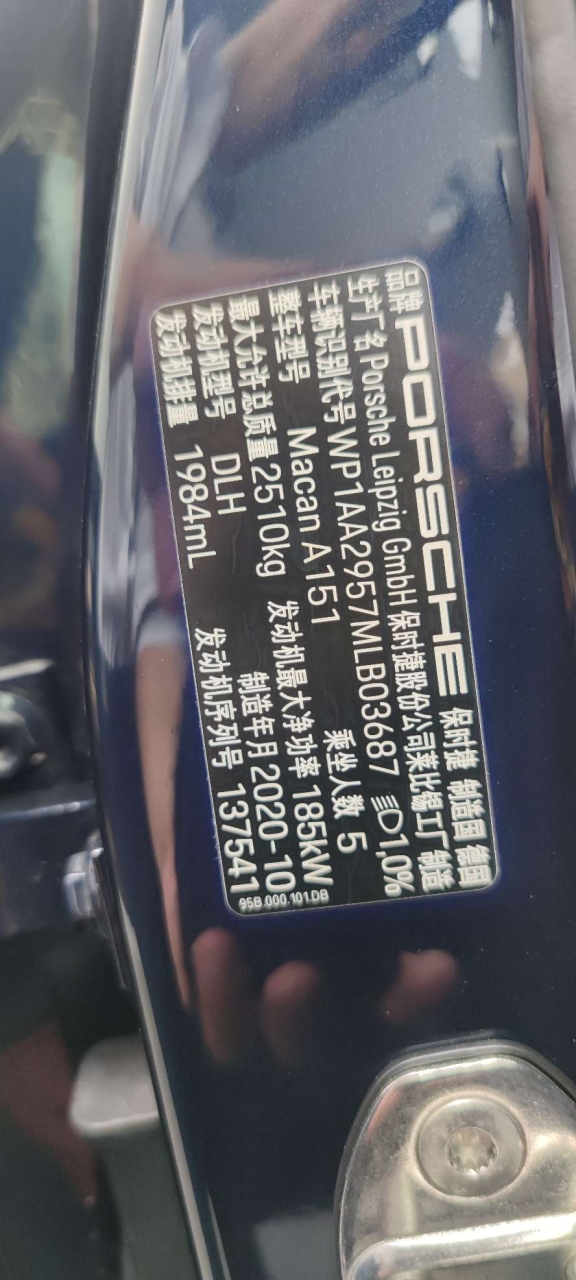 品牌 PORSCHE 保时捷 制造国 德国
生产厂名 Porsche Leipzig GmbH 保时捷股份公司莱比锡工厂 制造
车辆识别代号 WP1AA2957MLB03687 1,0%
整车型号 Macan A151 乘坐人数 5
最大允许总质量 2510kg 发动机最大净功率 185kW
发动机型号 DLH 制造年月 2020-10
发动机排量 1984mL 发动机序列号 137541
95B.000.101.DB